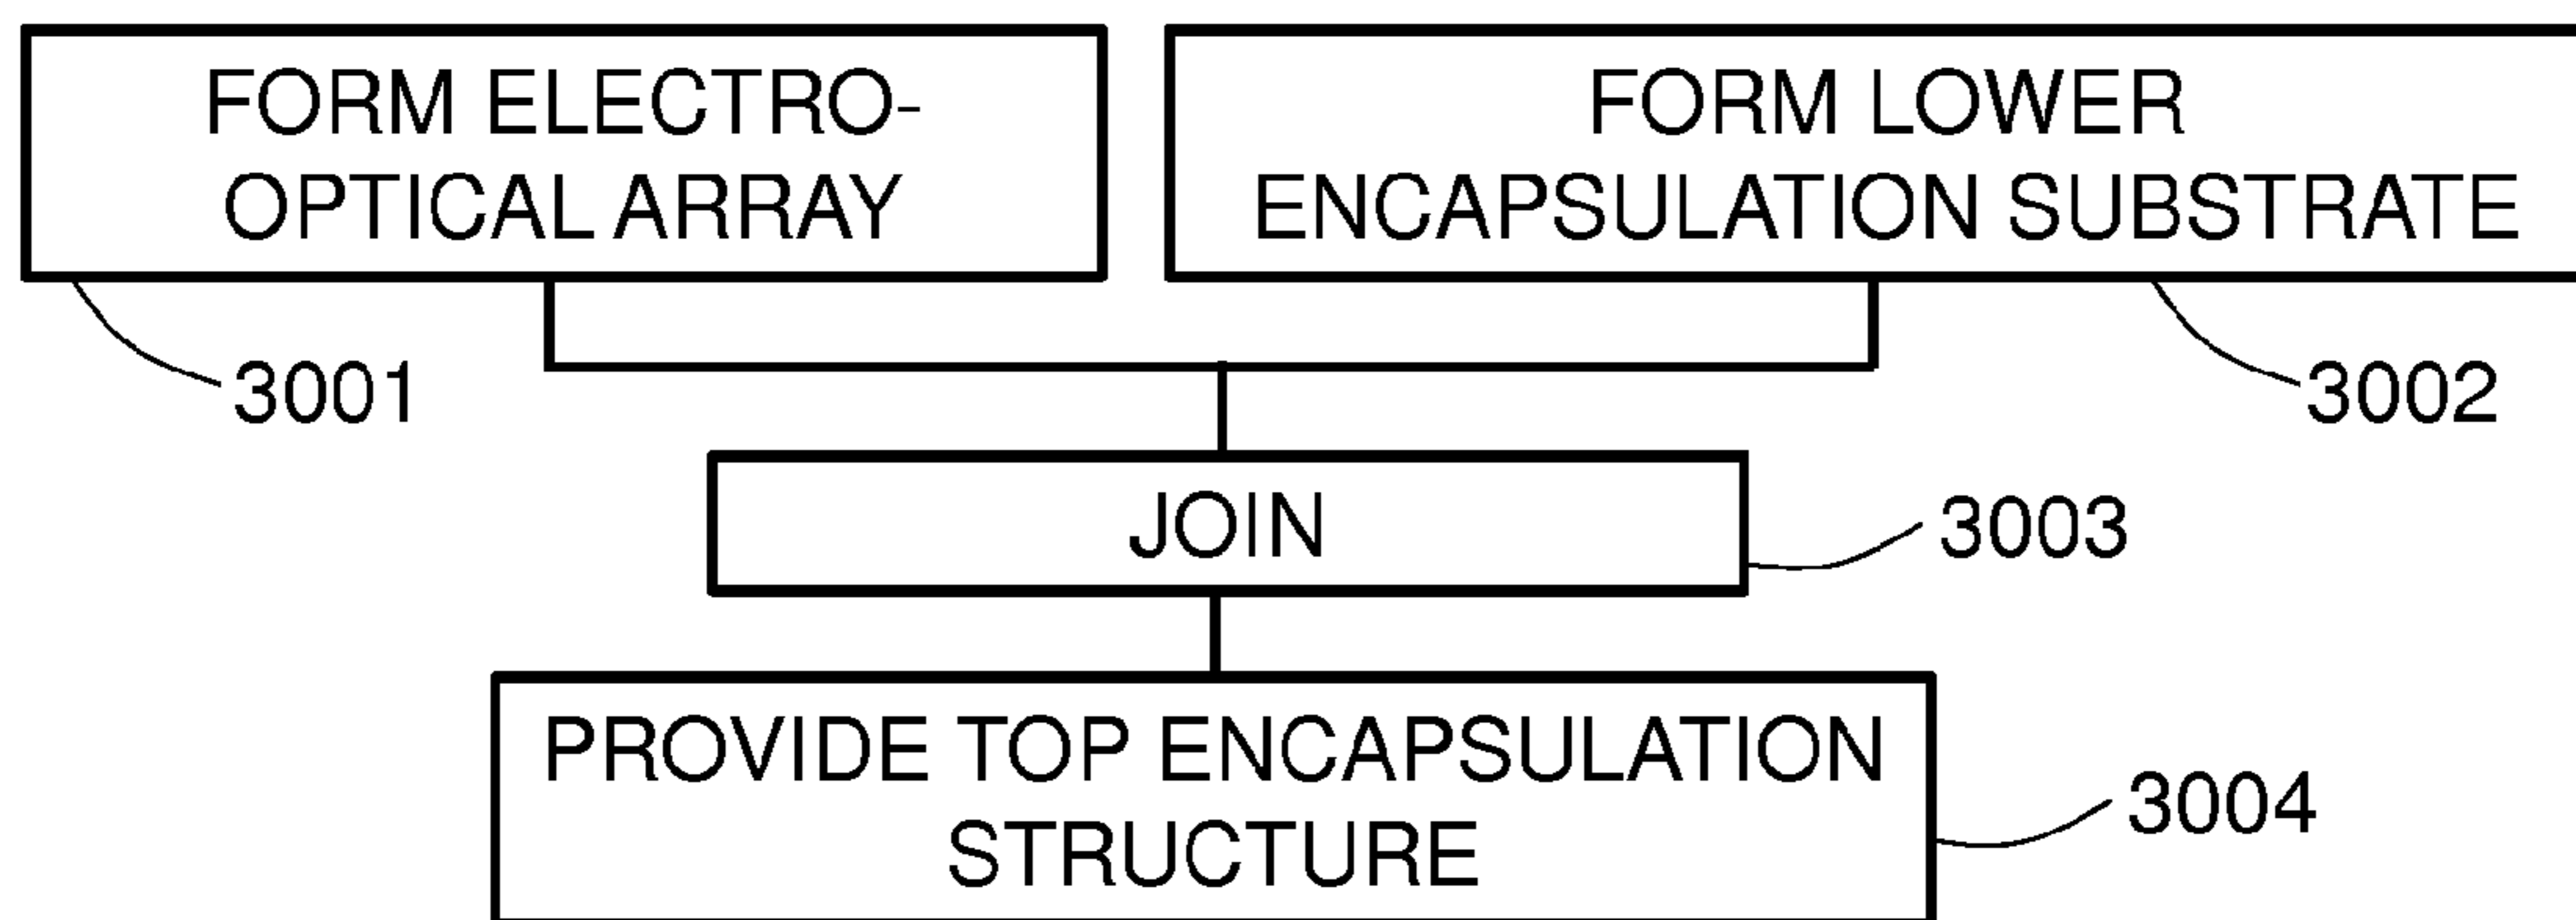 FORM ELECTRO-
OPTICAL ARRAY
FORM LOWER
ENCAPSULATION SUBSTRATE
3001
3002
JOIN
3003
PROVIDE TOP ENCAPSULATION
STRUCTURE
3004